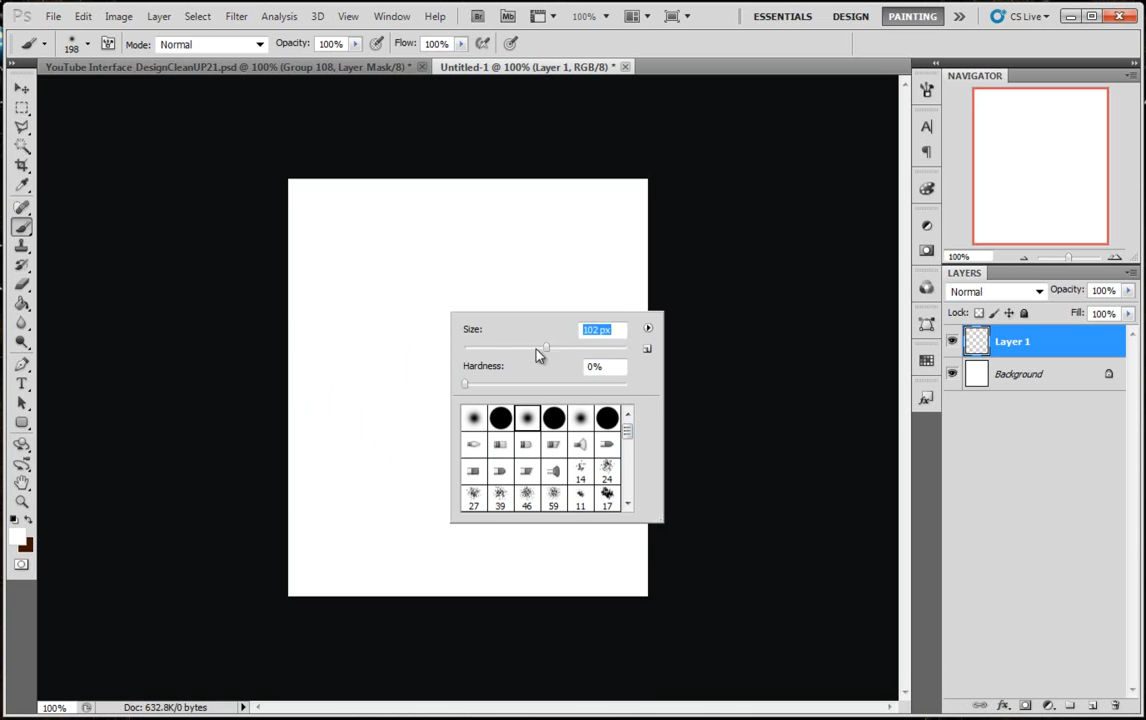 Ps File Edit Image Layer Select Filter Analysis 3D View Window Help Br Mb 100% ESSENTIALS DESIGN PAINTING CS Live
198 Mode: Normal Opacity: 100% Flow: 100%
YouTube Interface DesignCleanUP21.psd @ 100% (Group 108, Layer Mask/8) * Untitled-1 @ 100% (Layer 1, RGB/8) *
NAVIGATOR
100%
LAYERS
Normal Opacity: 100%
Lock: Fill: 100%
Layer 1
Background
Size: 102 px
Hardness: 0%
14 24
27 39 46 59 11 17
100% Doc: 632.8K/0 bytes